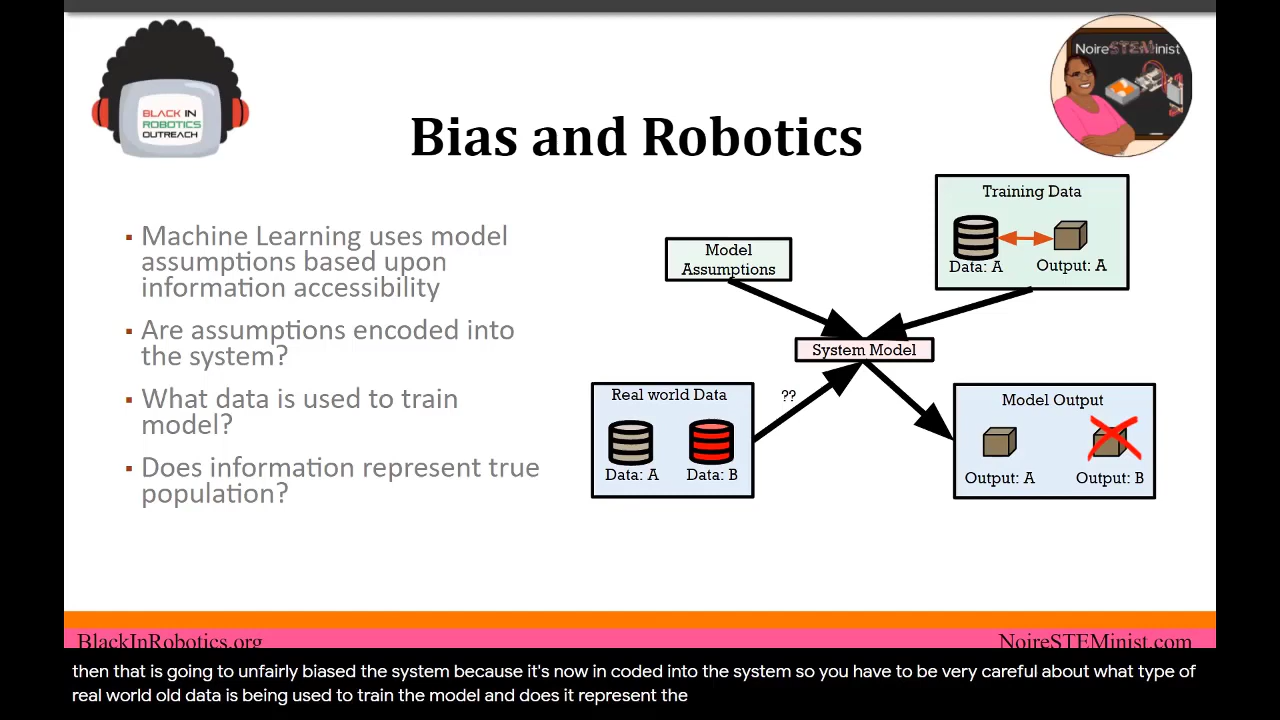 BLACK IN
ROBOTICS
OUTREACH
NoireSTEMinist
Bias and Robotics
▪ Machine Learning uses model
assumptions based upon
information accessibility
▪ Are assumptions encoded into
the system?
▪ What data is used to train
model?
▪ Does information represent true
population?
Training Data
Data: A
Output: A
Model
Assumptions
System Model
Real world Data
Data: A
Data: B
??
Model Output
Output: A
Output: B
BlackInRobotics.org
NoireSTEMinist.com
then that is going to unfairly biased the system because it's now in coded into the system so you have to be very careful about what type of
real world old data is being used to train the model and does it represent the